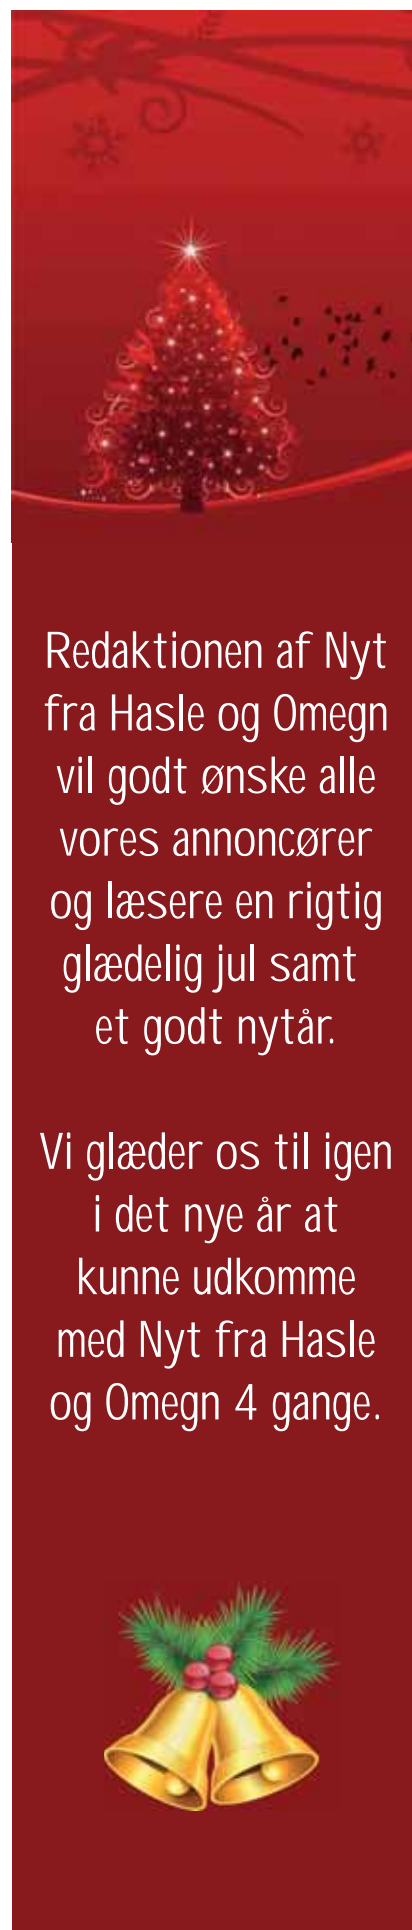 Redaktionen af Nyt
fra Hasle og Omegn
vil godt ønske alle
vores annoncører
og læsere en rigtig
glædelig jul samt
et godt nytår.
Vi glæder os til igen
i det nye år at
kunne udkomme
med Nyt fra Hasle
og Omegn 4 gange.